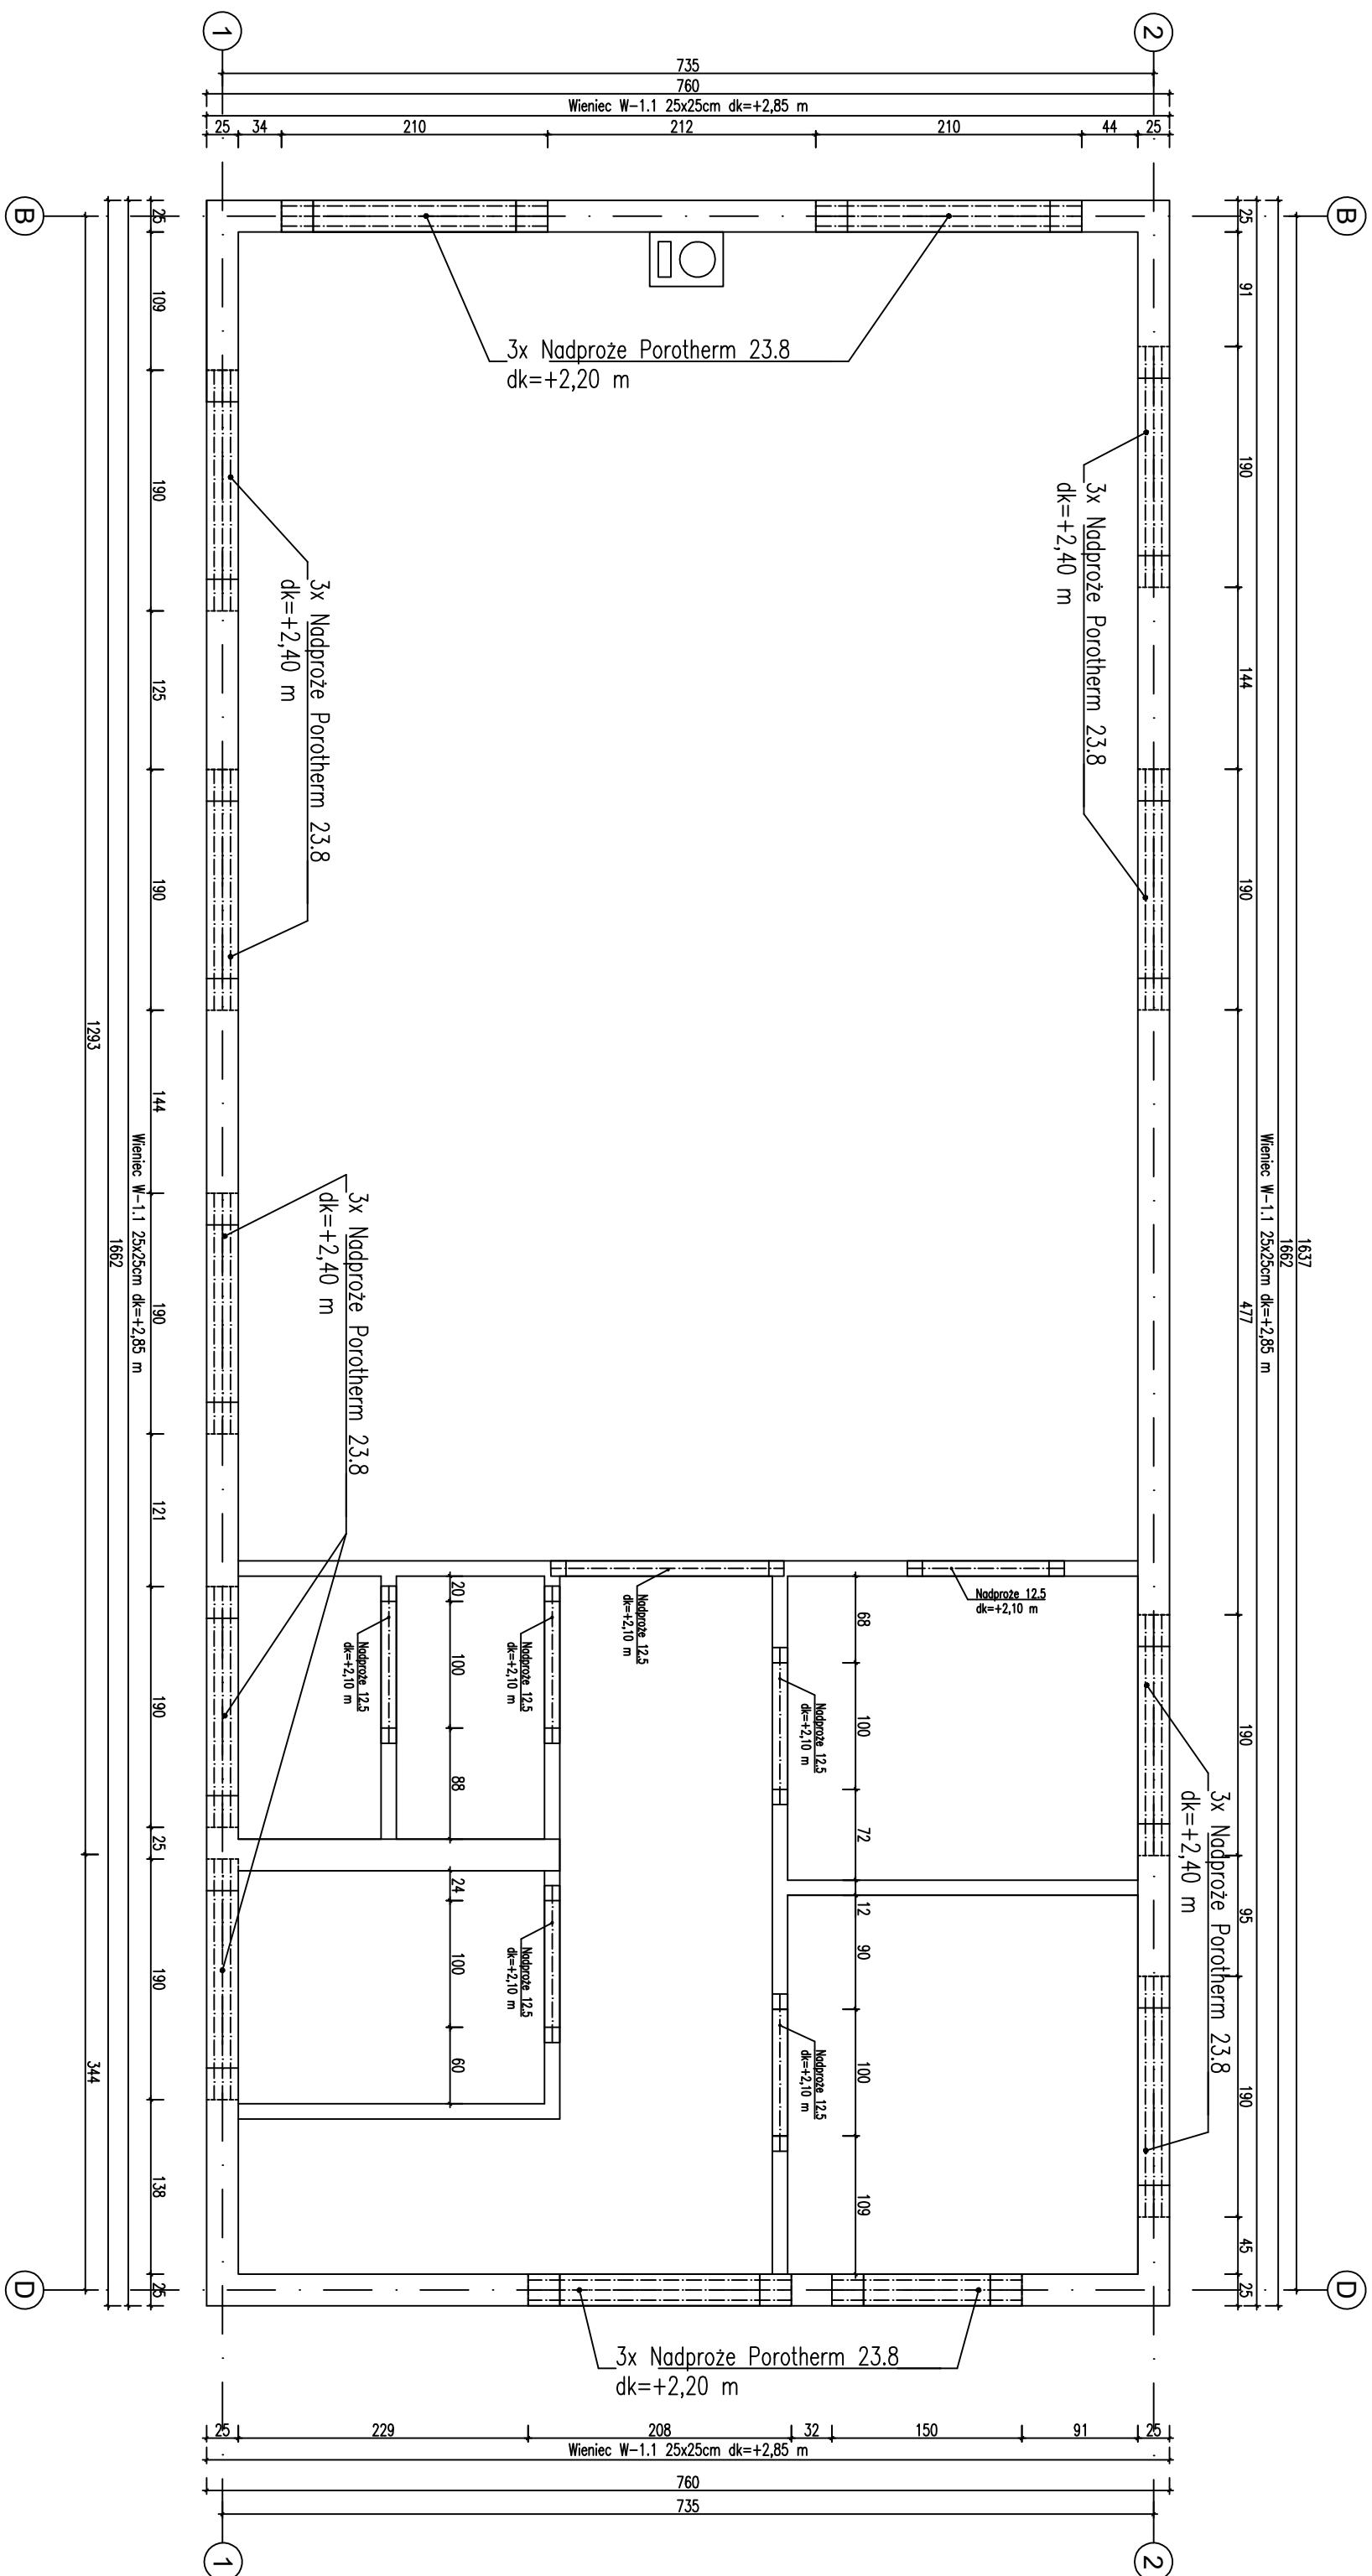 1
2
735
760
Wieniec W-1.1 25x25cm dk=+2,85 m
25
34
210
212
210
44
25
B
B
3x Nadproże Porotherm 23.8
dk=+2,20 m
25
109
190
125
190
144
190
121
190
25
190
138
25
Wieniec W-1.1 25x25cm dk=+2,85 m
1662
1293
344
25
91
190
144
190
477
190
95
190
45
25
Wieniec W-1.1 25x25cm dk=+2,85 m
1662
1637
3x Nadproże Porotherm 23.8
dk=+2,40 m
3x Nadproże Porotherm 23.8
dk=+2,40 m
3x Nadproże Porotherm 23.8
dk=+2,40 m
3x Nadproże Porotherm 23.8
dk=+2,40 m
Nadproże 12.5
dk=+2,10 m
Nadproże 12.5
dk=+2,10 m
Nadproże 12.5
dk=+2,10 m
Nadproże 12.5
dk=+2,10 m
Nadproże 12.5
dk=+2,10 m
Nadproże 12.5
dk=+2,10 m
Nadproże 12.5
dk=+2,10 m
20
100
88
24
100
60
68
100
72
12
90
100
109
D
D
3x Nadproże Porotherm 23.8
dk=+2,20 m
25
229
208
32
150
91
25
Wieniec W-1.1 25x25cm dk=+2,85 m
760
735
1
2